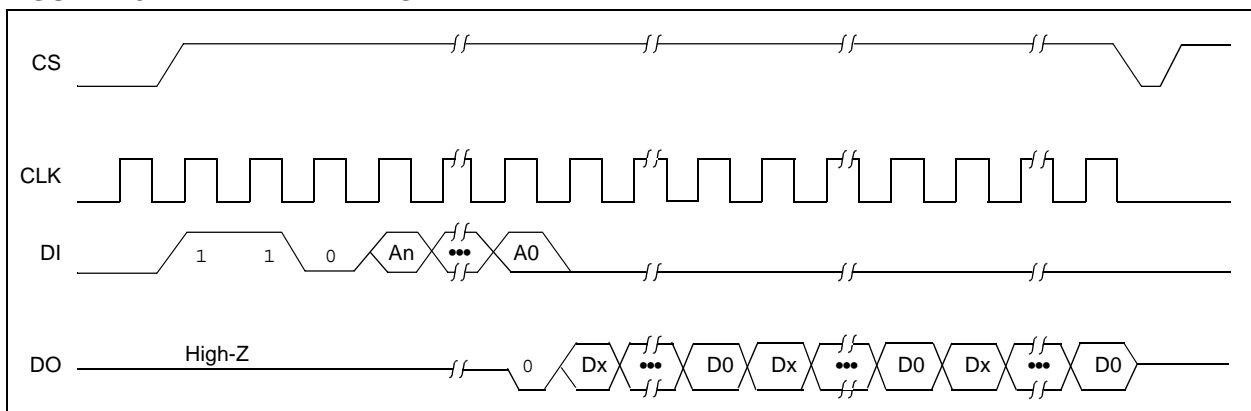 CS
CLK
DI 1 1 0 An ••• A0
High-Z
DO 0 Dx ••• D0 Dx ••• D0 Dx ••• D0